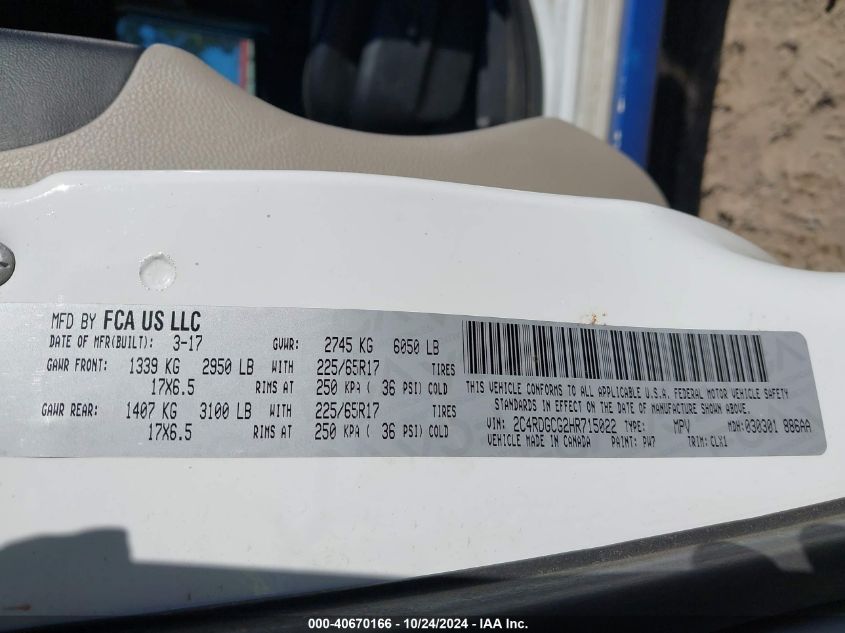 MFD BY FCA US LLC
DATE OF MFR(BUILT): 3-17 GVWR: 2745 KG 6050 LB
GAWR FRONT: 1339 KG 2950 LB WITH 225/65R17 TIRES
17X6.5 RIMS AT 250 KPA ( 36 PSI) COLD
GAWR REAR: 1407 KG 3100 LB WITH 225/65R17 TIRES
17X6.5 RIMS AT 250 KPA ( 36 PSI) COLD
THIS VEHICLE CONFORMS TO ALL APPLICABLE U.S.A. FEDERAL MOTOR VEHICLE SAFETY
STANDARDS IN EFFECT ON THE DATE OF MANUFACTURE SHOWN ABOVE.
VIN: 2C4RDGCG2HR715022 TYPE: MPV MDH: 030301 886AA
VEHICLE MADE IN CANADA PAINT: PW7 TRIM: CLX1
000-40670166 - 10/24/2024 - IAA Inc.